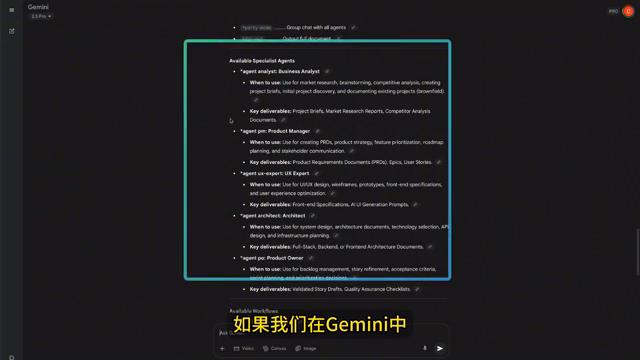 Gemini
2.5 Pro
PRO
C
*party-mode ......... Group chat with all agents
Output full document
Available Specialist Agents
*agent analyst: Business Analyst
When to use: Use for market research, brainstorming, competitive analysis, creating
project briefs, initial project discovery, and documenting existing projects (brownfield).
Key deliverables: Project Briefs, Market Research Reports, Competitor Analysis
Documents.
*agent pm: Product Manager
When to use: Use for creating PRDs, product strategy, feature prioritization, roadmap
planning, and stakeholder communication.
Key deliverables: Product Requirements Documents (PRDs), Epics, User Stories.
*agent ux-expert: UX Expert
When to use: Use for UI/UX design, wireframes, prototypes, front-end specifications,
and user experience optimization.
Key deliverables: Front-end Specifications, AI UI Generation Prompts.
*agent architect: Architect
When to use: Use for system design, architecture documents, technology selection, API
design, and infrastructure planning.
Key deliverables: Full-Stack, Backend, or Frontend Architecture Documents.
*agent po: Product Owner
When to use: Use for backlog management, story refinement, acceptance criteria,
sprint planning, and prioritization decisions.
Key deliverables: Validated Story Drafts, Quality Assurance Checklists.
Available Workflows
如果我们在Gemini中
Ask
Video
Canvas
Image